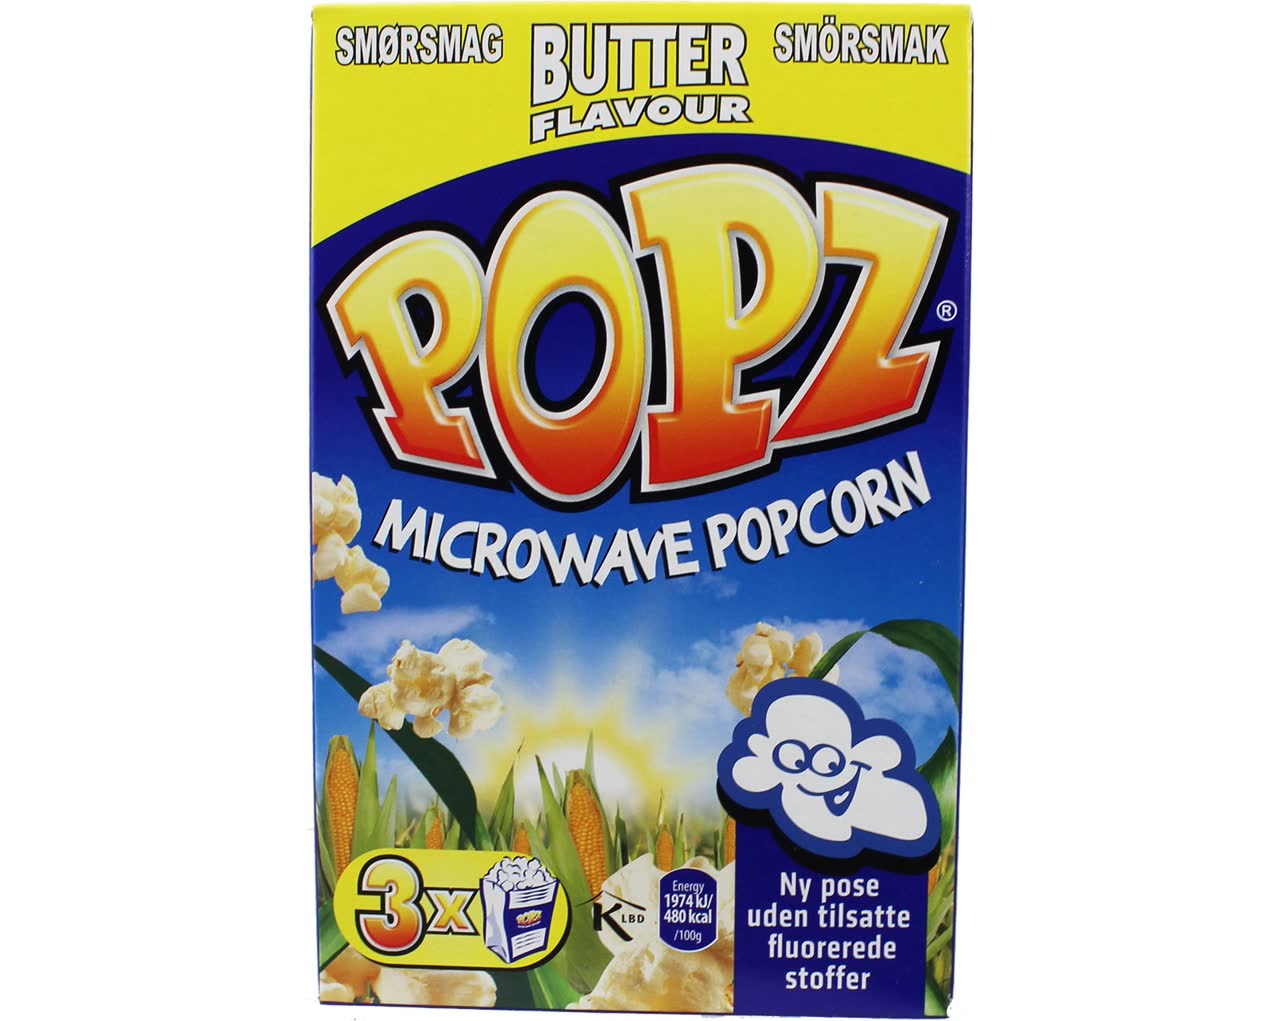 SMØRSMAG
BUTTER
FLAVOUR
SMÖRSMAK
POPZ®
MICROWAVE POPCORN
3x
POPZ
K LBD
Energy
1974 kJ/
480 kcal
/100g
Ny pose
uden tilsatte
fluorerede
stoffer